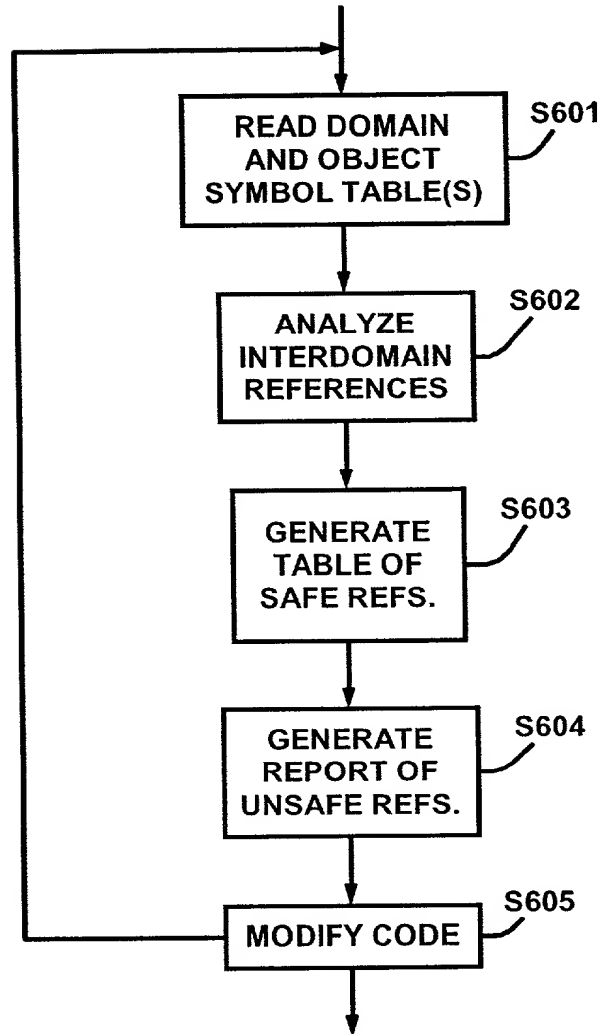 READ DOMAIN
AND OBJECT
SYMBOL TABLE(S)
S601
ANALYZE
INTERDOMAIN
REFERENCES
S602
GENERATE
TABLE OF
SAFE REFS.
S603
GENERATE
REPORT OF
UNSAFE REFS.
S604
MODIFY CODE
S605